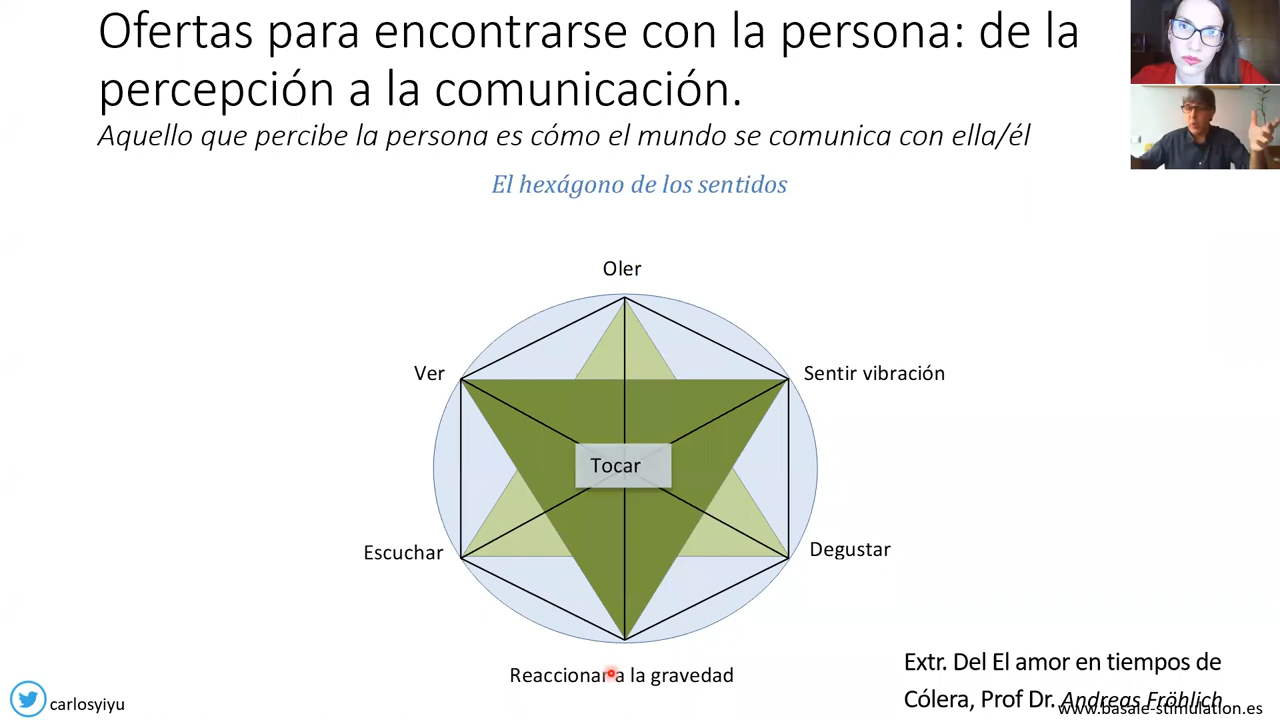 Ofertas para encontrarse con la persona: de la
percepción a la comunicación.
Aquello que percibe la persona es cómo el mundo se comunica con ella/él
El hexágono de los sentidos
Oler
Ver
Sentir vibración
Tocar
Escuchar
Degustar
Reaccionar a la gravedad
Extr. Del El amor en tiempos de
Cólera, Prof Dr. Andreas Fröhlich
carlosyiyu
www.basale-stimulation.es